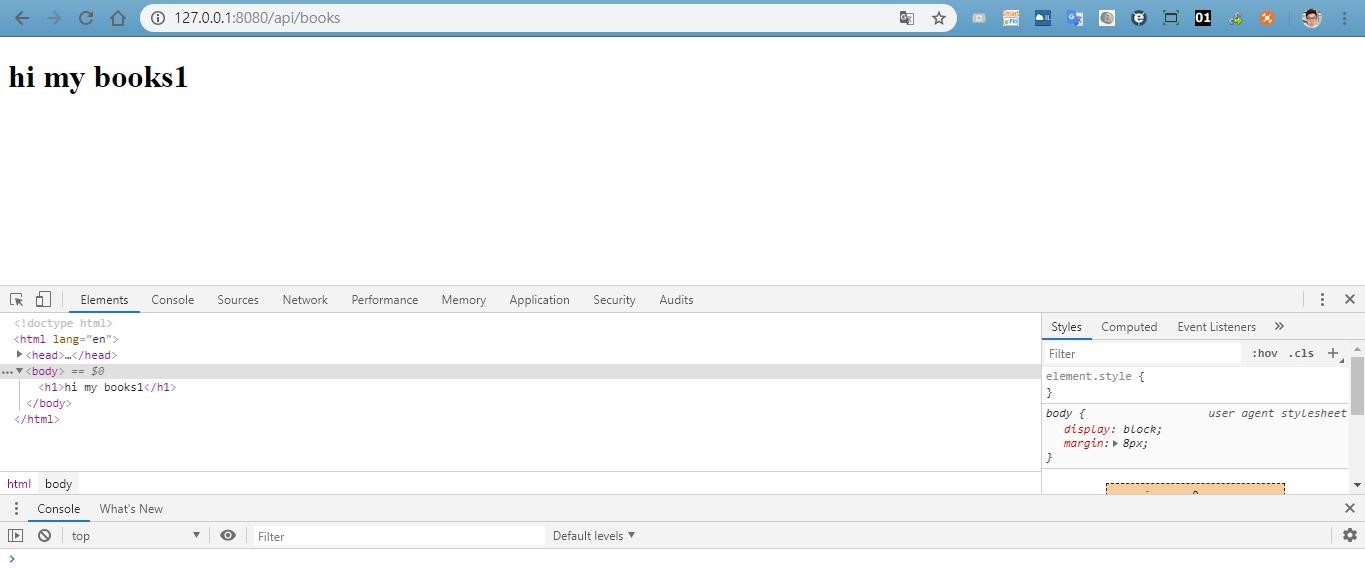 127.0.0.1:8080/api/books
01
hi my books1
Elements Console Sources Network Performance Memory Application Security Audits
<!doctype html>
<html lang="en">
<head>…</head>
<body> == $0
<h1>hi my books1</h1>
</body>
</html>
html body
Styles Computed Event Listeners »
Filter :hov .cls +
element.style {
}
body { user agent stylesheet
display: block;
margin: 8px;
}
Console What's New
top Filter Default levels ▼
>